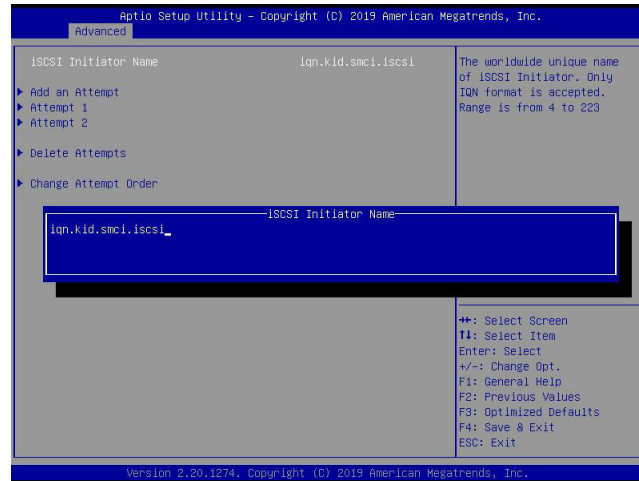 Aptio Setup Utility – Copyright (C) 2019 American Megatrends, Inc.
Advanced
iSCSI Initiator Name iqn.kid.smci.iscsi
Add an Attempt
Attempt 1
Attempt 2
Delete Attempts
Change Attempt Order
The worldwide unique name
of iSCSI Initiator. Only
IQN format is accepted.
Range is from 4 to 223
iSCSI Initiator Name
iqn.kid.smci.iscsi_
→←: Select Screen
↑↓: Select Item
Enter: Select
+/-: Change Opt.
F1: General Help
F2: Previous Values
F3: Optimized Defaults
F4: Save & Exit
ESC: Exit
Version 2.20.1274. Copyright (C) 2019 American Megatrends, Inc.